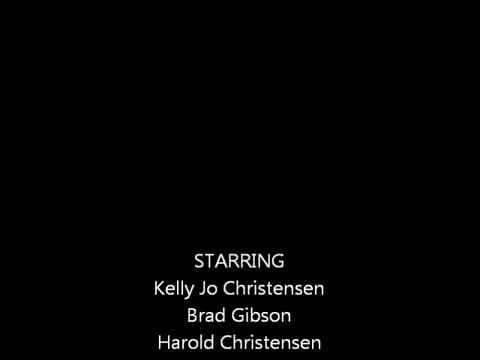 STARRING
Kelly Jo Christensen
Brad Gibson
Harold Christensen